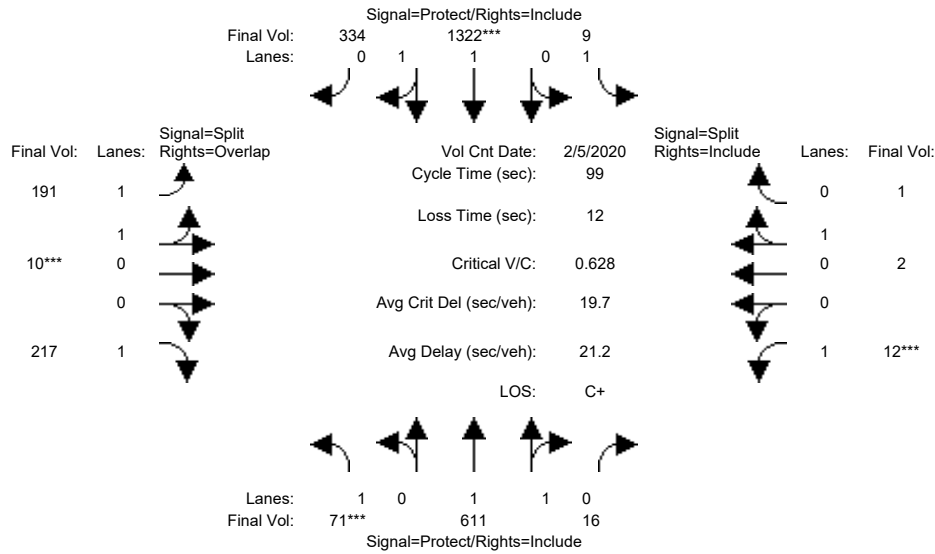 Signal=Protect/Rights=Include
Final Vol: 334 1322*** 9
Lanes: 0 1 1 0 1
Signal=Split
Final Vol: Lanes: Rights=Overlap
Vol Cnt Date: 2/5/2020
Signal=Split
Rights=Include Lanes: Final Vol:
Cycle Time (sec): 99
191 1
0 1
Loss Time (sec): 12
1
1
10*** 0
Critical V/C: 0.628
0 2
0
Avg Crit Del (sec/veh): 19.7
0
217 1
Avg Delay (sec/veh): 21.2
1 12***
LOS: C+
Lanes: 1 0 1 1 0
Final Vol: 71*** 611 16
Signal=Protect/Rights=Include